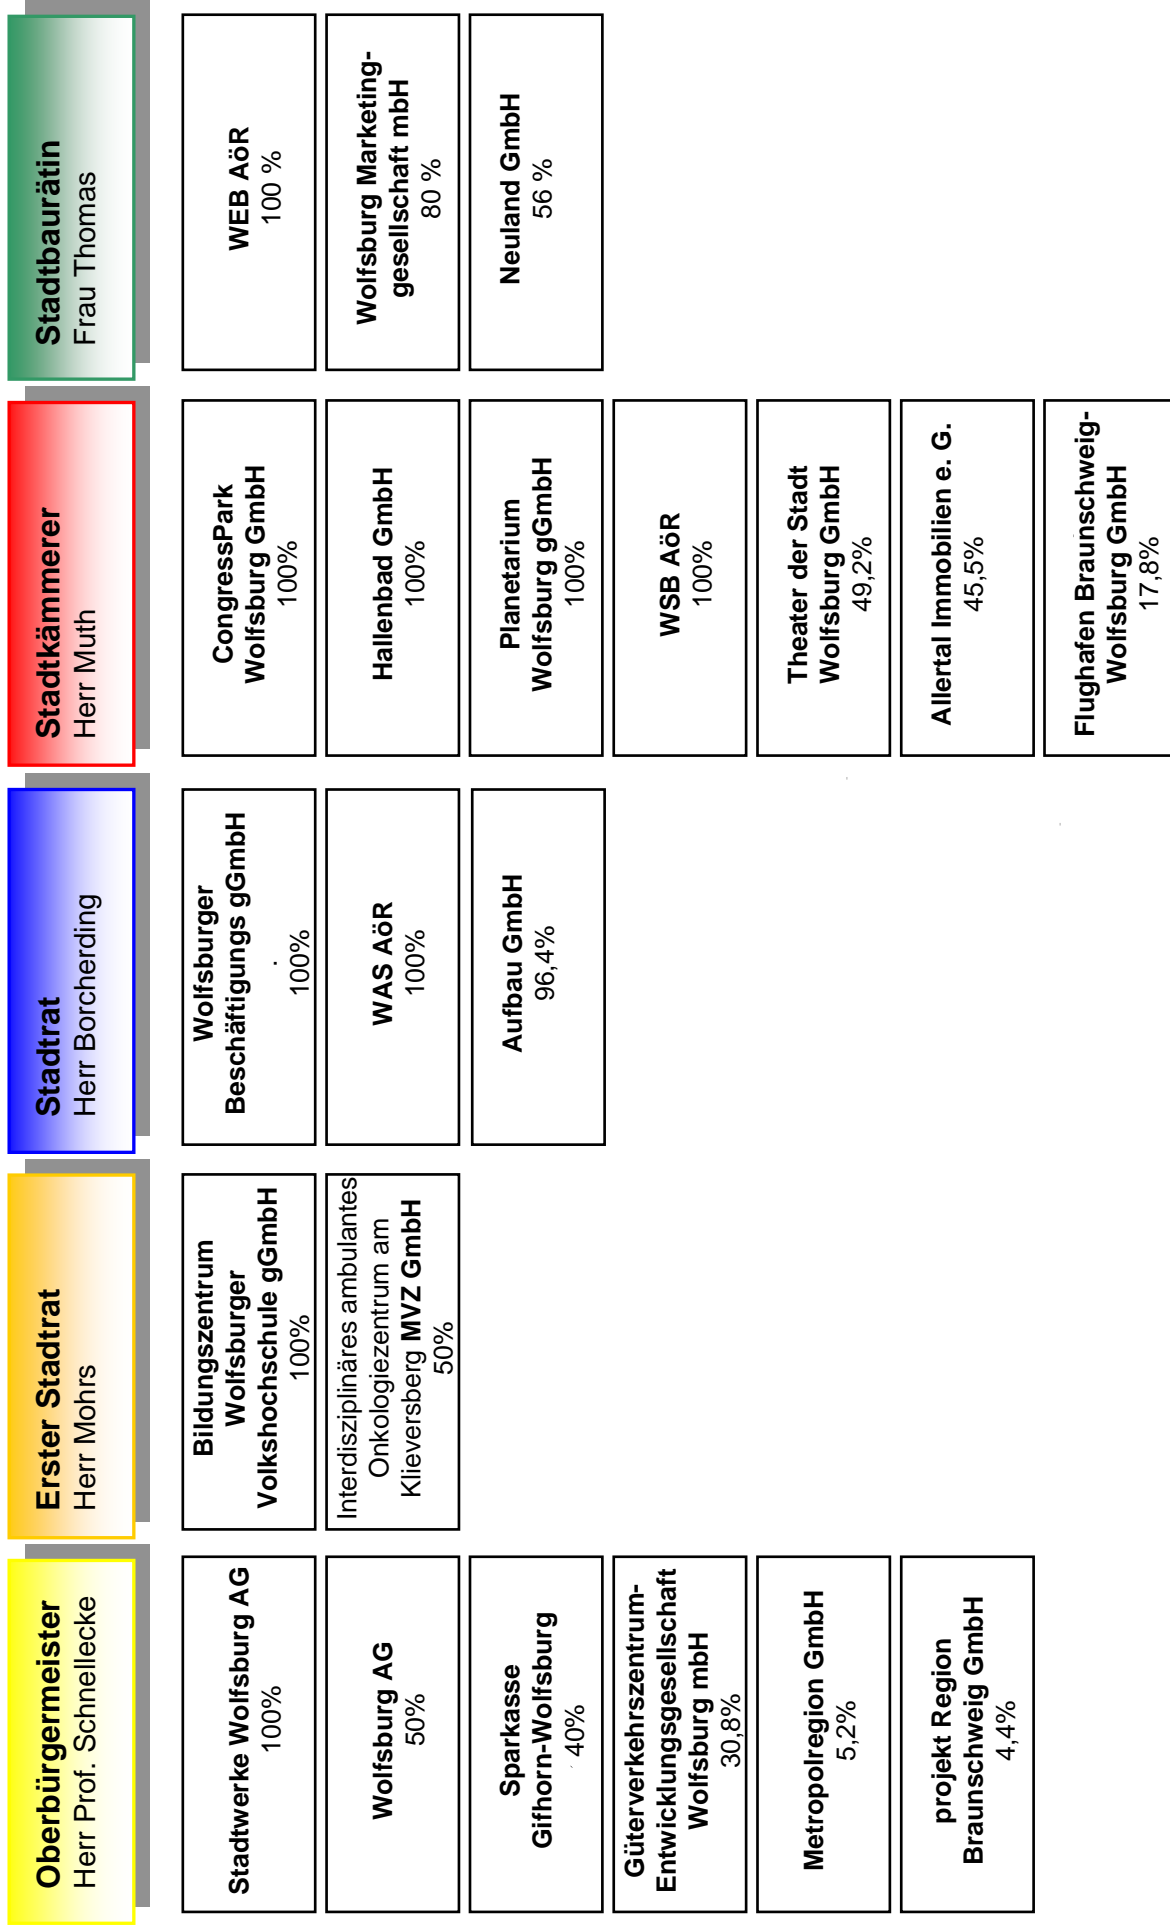 Oberbürgermeister
Herr Prof. Schnellecke
Stadtwerke Wolfsburg AG
100%
Wolfsburg AG
50%
Sparkasse
Gifhorn-Wolfsburg
40%
Güterverkehrszentrum-
Entwicklungsgesellschaft
Wolfsburg mbH
30,8%
Metropolregion GmbH
5,2%
projekt Region
Braunschweig GmbH
4,4%
Erster Stadtrat
Herr Mohrs
Bildungszentrum
Wolfsburger
Volkshochschule gGmbH
100%
Interdisziplinäres ambulantes
Onkologiezentrum am
Klieversberg MVZ GmbH
50%
Stadtrat
Herr Borcherding
Wolfsburger
Beschäftigungs gGmbH
.
100%
WAS AöR
100%
Aufbau GmbH
96,4%
Stadtkämmerer
Herr Muth
CongressPark
Wolfsburg GmbH
100%
Hallenbad GmbH
100%
Planetarium
Wolfsburg gGmbH
100%
WSB AöR
100%
Theater der Stadt
Wolfsburg GmbH
49,2%
Allertal Immobilien e. G.
45,5%
Flughafen Braunschweig-
Wolfsburg GmbH
17,8%
Stadtbaurätin
Frau Thomas
WEB AöR
100 %
Wolfsburg Marketing-
gesellschaft mbH
80 %
Neuland GmbH
56 %